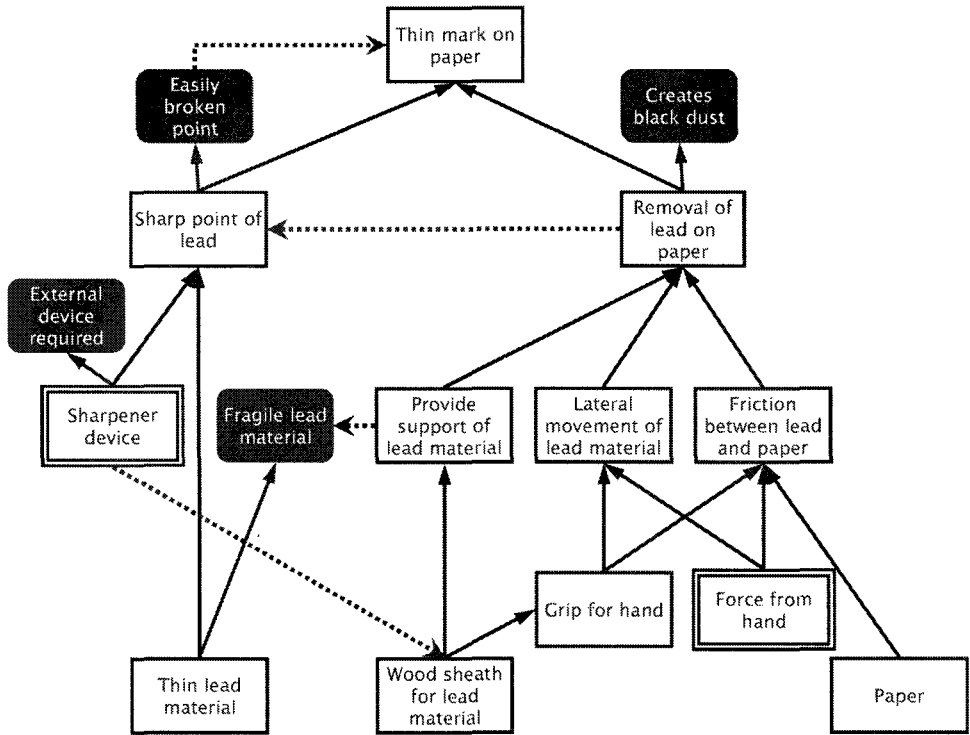 Thin mark on
paper
Easily
broken
point
Creates
black dust
Sharp point of
lead
Removal of
lead on
paper
External
device
required
Sharpener
device
Fragile lead
material
Provide
support of
lead material
Lateral
movement of
lead material
Friction
between lead
and paper
Grip for hand
Force from
hand
Thin lead
material
Wood sheath
for lead
material
Paper